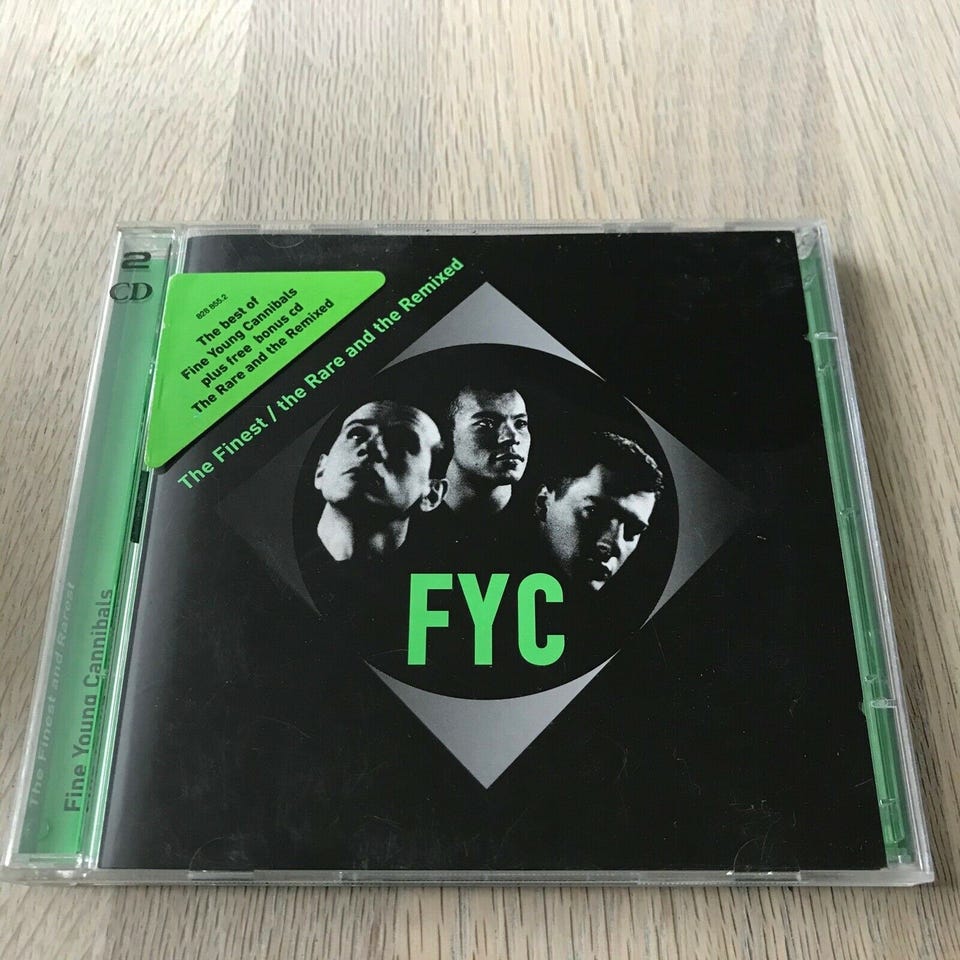 2
CD
828 855-2
The best of
Fine Young Cannibals
plus free bonus cd
The Rare and the Remixed
The Finest / the Rare and the Remixed
FYC
The Finest and Rarest
Fine Young Cannibals